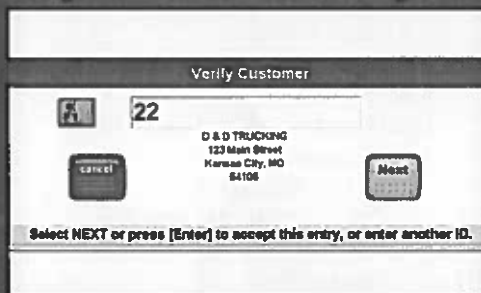 Verify Customer
22
D & D TRUCKING
123 Main Street
Kansas City, MO
64106
cancel
Next
Select NEXT or press [Enter] to accept this entry, or enter another ID.